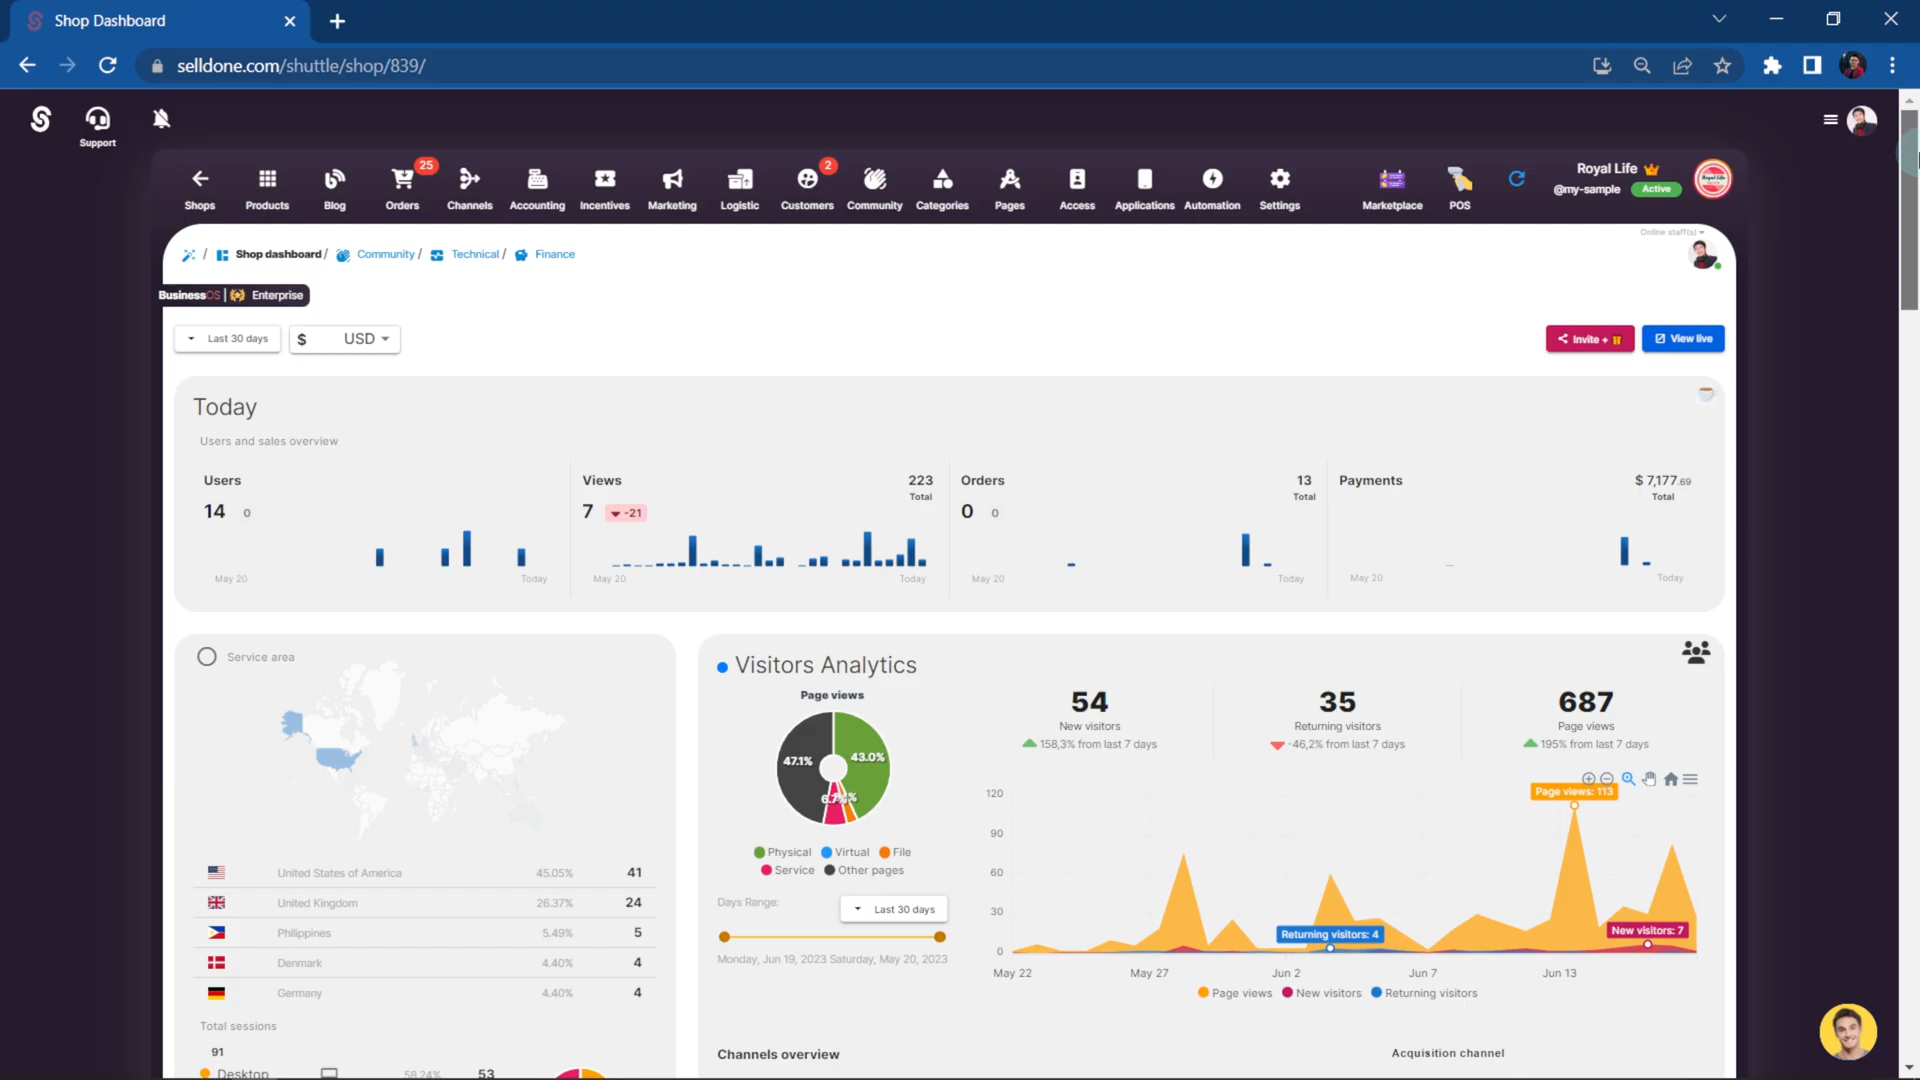 Shop Dashboard
selldone.com/shuttle/shop/839/
Support
25
2
Shops
Products
Blog
Orders
Channels
Accounting
Incentives
Marketing
Logistic
Customers
Community
Categories
Pages
Access
Applications
Automation
Settings
Marketplace
POS
Royal Life
@my-sample
Active
/ Shop dashboard / Community / Technical / Finance
Online staff(s)
BusinessOS | Enterprise
Last 30 days
$ USD
Invite +
View live
Today
Users and sales overview
Users
14 0
May 20 Today
Views 223
Total
7 -21
May 20 Today
Orders 13
Total
0 0
May 20 Today
Payments $ 7,177.69
Total
May 20 Today
Service area
United States of America 45.05% 41
United Kingdom 26.37% 24
Philippines 5.49% 5
Denmark 4.40% 4
Germany 4.40% 4
Total sessions
91
Desktop 58.24% 53
Visitors Analytics
Page views
47.1% 43.0%
Physical Virtual File
Service Other pages
Days Range: Last 30 days
Monday, Jun 19, 2023 Saturday, May 20, 2023
54
New visitors
158,3% from last 7 days
35
Returning visitors
-46,2% from last 7 days
687
Page views
195% from last 7 days
Page views: 113
Returning visitors: 4
New visitors: 7
120
90
60
30
0
May 22 May 27 Jun 2 Jun 7 Jun 13
Page views New visitors Returning visitors
Channels overview
Acquisition channel